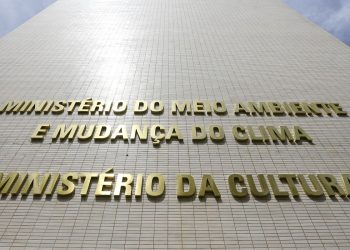 MINISTÉRIO DO MEIO AMBIENTE
E MUDANÇA DO CLIMA
MINISTÉRIO DA CULTURA